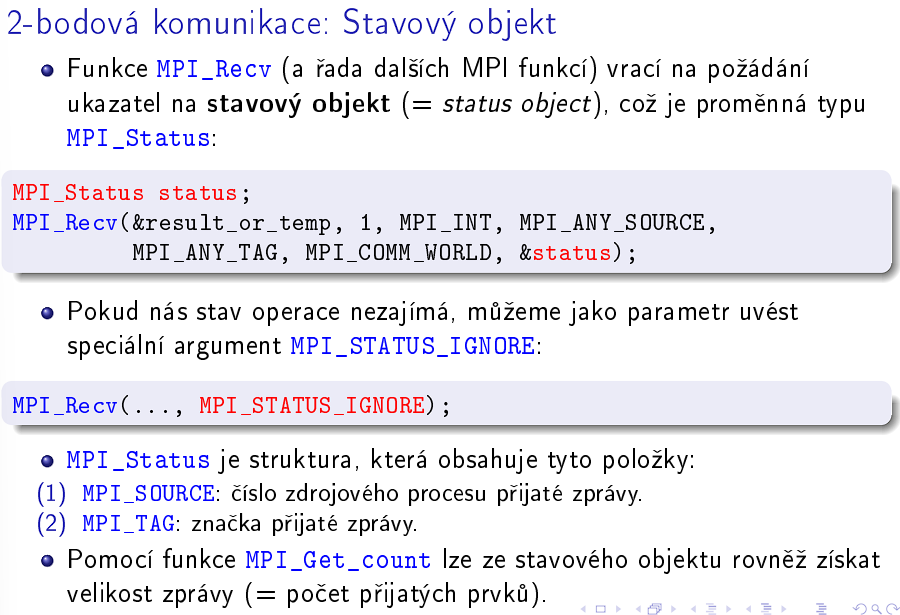 2-bodová komunikace: Stavový objekt
Funkce MPI_Recv (a řada dalších MPI funkcí) vrací na požádání
ukazatel na stavový objekt (= status object), což je proměnná typu
MPI_Status:
MPI_Status status;
MPI_Recv(&result_or_temp, 1, MPI_INT, MPI_ANY_SOURCE,
MPI_ANY_TAG, MPI_COMM_WORLD, &status);
Pokud nás stav operace nezajímá, můžeme jako parametr uvést
speciální argument MPI_STATUS_IGNORE:
MPI_Recv(..., MPI_STATUS_IGNORE);
MPI_Status je struktura, která obsahuje tyto položky:
(1) MPI_SOURCE: číslo zdrojového procesu přijaté zprávy.
(2) MPI_TAG: značka přijaté zprávy.
Pomocí funkce MPI_Get_count lze ze stavového objektu rovněž získat
velikost zprávy (= počet přijatých prvků).